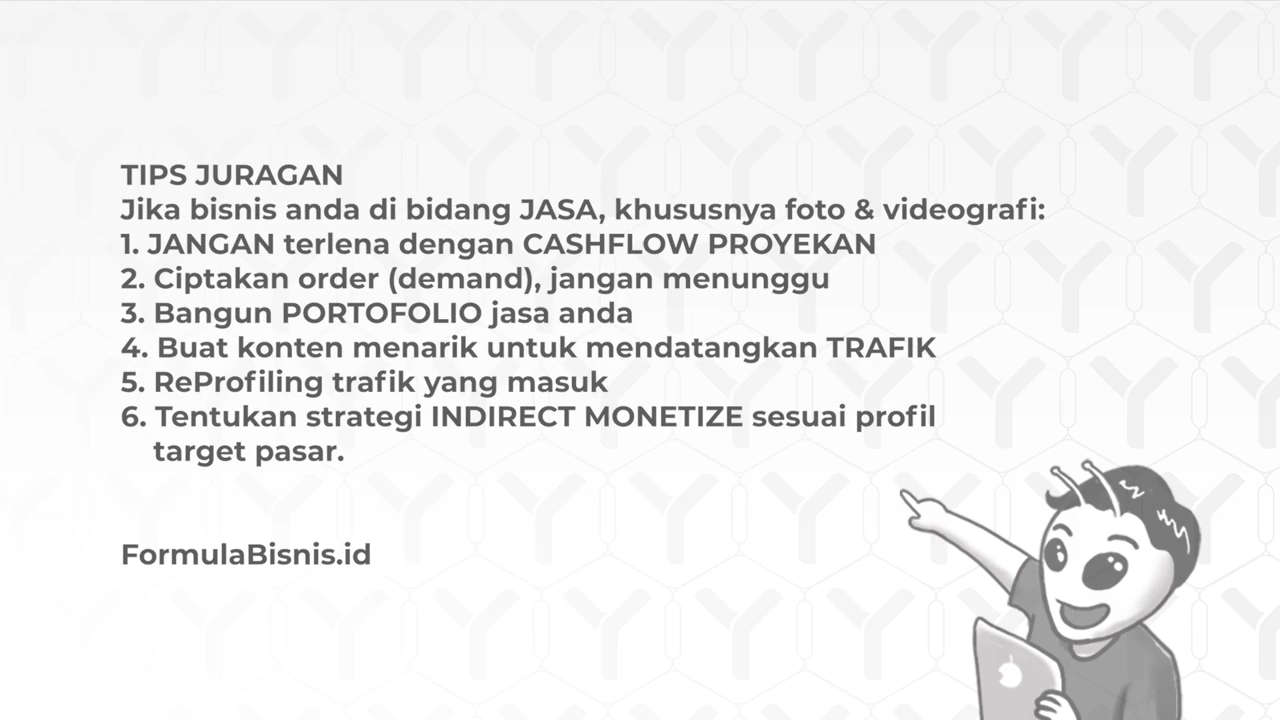 TIPS JURAGAN
Jika bisnis anda di bidang JASA, khususnya foto & videografi:
1. JANGAN terlena dengan CASHFLOW PROYEKAN
2. Ciptakan order (demand), jangan menunggu
3. Bangun PORTOFOLIO jasa anda
4. Buat konten menarik untuk mendatangkan TRAFIK
5. ReProfiling trafik yang masuk
6. Tentukan strategi INDIRECT MONETIZE sesuai profil
target pasar.
FormulaBisnis.id